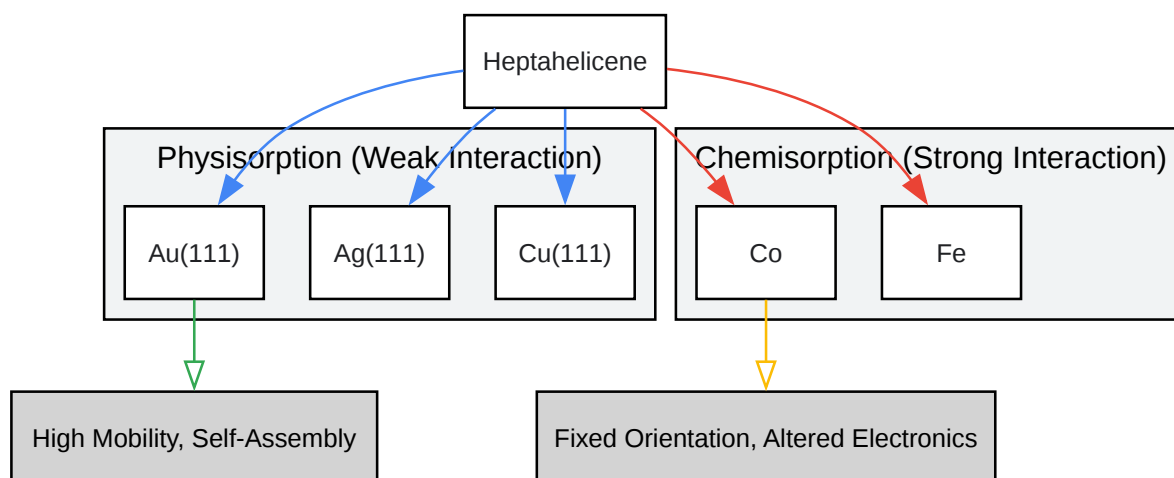 Heptahelicene
Physisorption (Weak Interaction)
Chemisorption (Strong Interaction)
Au(111)
Ag(111)
Cu(111)
Co
Fe
High Mobility, Self-Assembly
Fixed Orientation, Altered Electronics